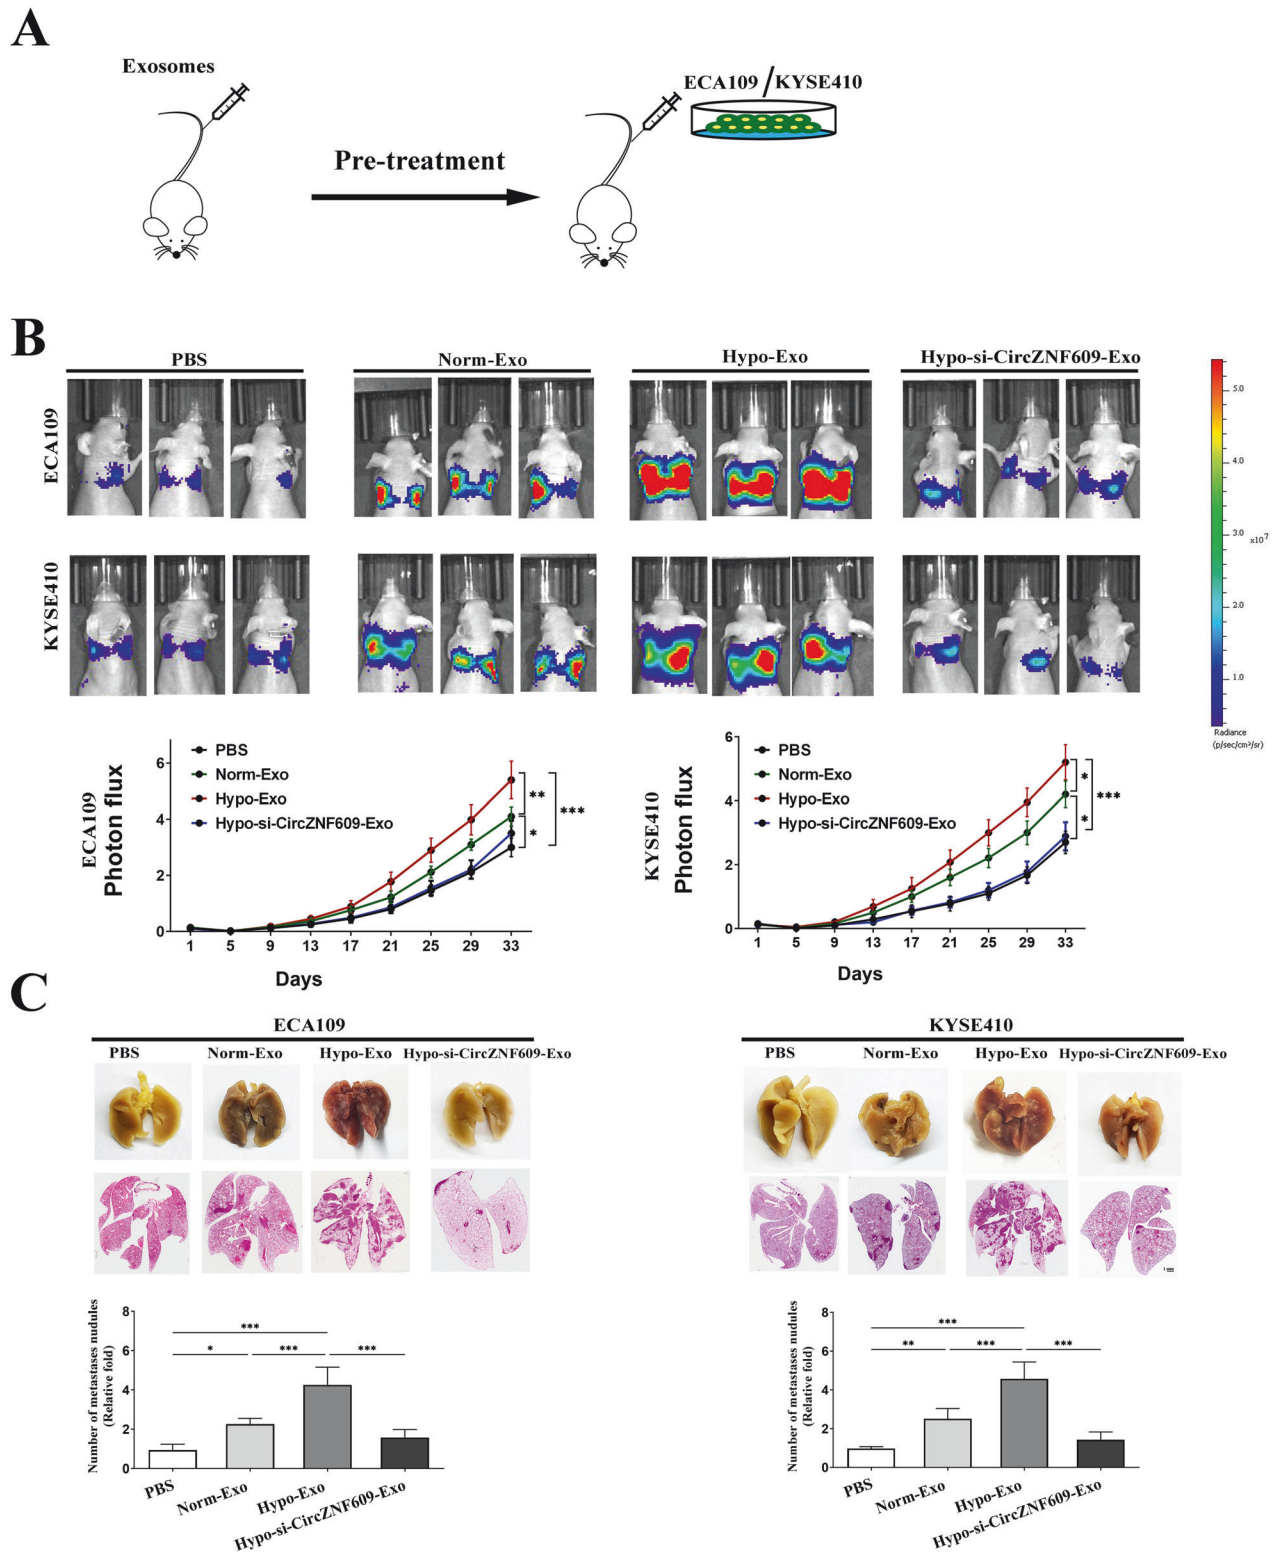 A
Exosomes
ECA109 / KYSE410
Pre-treatment
B
PBS
Norm-Exo
Hypo-Exo
Hypo-si-CircZNF609-Exo
ECA109
KYSE410
5.0
4.0
3.0
x10⁷
2.0
1.0
Radiance
(p/sec/cm²/sr)
ECA109
Photon flux
6
4
2
0
PBS
Norm-Exo
Hypo-Exo
Hypo-si-CircZNF609-Exo
**
*
***
1 5 9 13 17 21 25 29 33
Days
KYSE410
Photon flux
6
4
2
0
PBS
Norm-Exo
Hypo-Exo
Hypo-si-CircZNF609-Exo
*
*
***
1 5 9 13 17 21 25 29 33
Days
C
ECA109
PBS Norm-Exo Hypo-Exo Hypo-si-CircZNF609-Exo
KYSE410
PBS Norm-Exo Hypo-Exo Hypo-si-CircZNF609-Exo
Number of metastases nudules
(Relative fold)
8
6
4
2
0
***
* *** ***
PBS
Norm-Exo
Hypo-Exo
Hypo-si-CircZNF609-Exo
Number of metastases nudules
(Relative fold)
8
6
4
2
0
***
** *** ***
PBS
Norm-Exo
Hypo-Exo
Hypo-si-CircZNF609-Exo